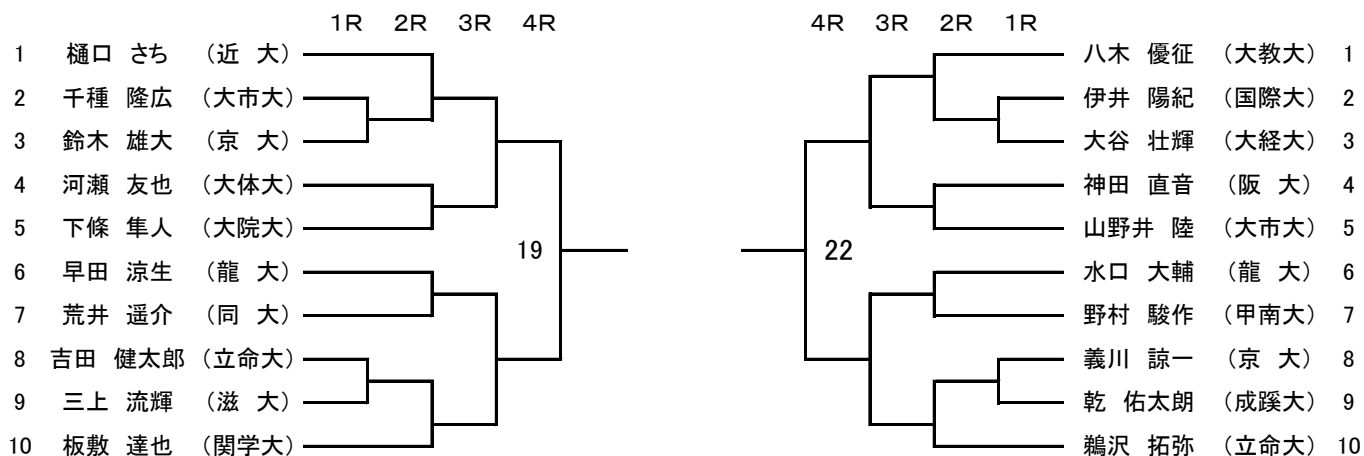 1R 2R 3R 4R 4R 3R 2R 1R
1 樋口 さち (近 大) 八木 優征 (大教大) 1
2 千種 隆広 (大市大) 伊井 陽紀 (国際大) 2
3 鈴木 雄大 (京 大) 大谷 壮輝 (大経大) 3
4 河瀬 友也 (大体大) 神田 直音 (阪 大) 4
5 下條 隼人 (大院大) 山野井 陸 (大市大) 5
19 22
6 早田 涼生 (龍 大) 水口 大輔 (龍 大) 6
7 荒井 遥介 (同 大) 野村 駿作 (甲南大) 7
8 吉田 健太郎 (立命大) 義川 諒一 (京 大) 8
9 三上 流輝 (滋 大) 乾 佑太朗 (成蹊大) 9
10 板敷 達也 (関学大) 鵜沢 拓弥 (立命大) 10